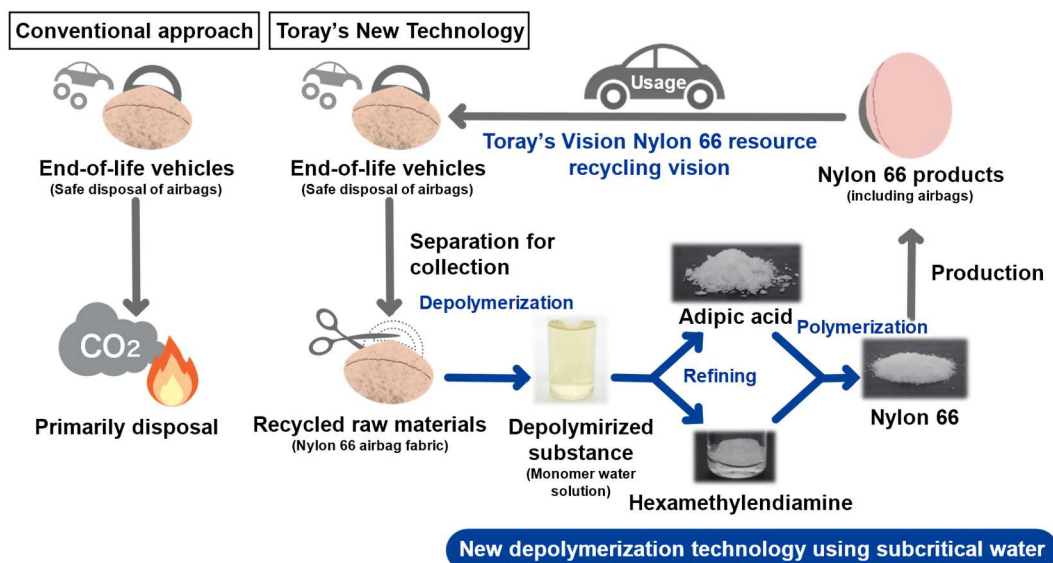 Conventional approach
Toray's New Technology
Usage
Toray's Vision Nylon 66 resource
recycling vision
End-of-life vehicles
(Safe disposal of airbags)
End-of-life vehicles
(Safe disposal of airbags)
Nylon 66 products
(including airbags)
Separation for
collection
Production
Depolymerization
Adipic acid
Polymerization
CO2
Refining
Primarily disposal
Recycled raw materials
(Nylon 66 airbag fabric)
Depolymirized
substance
(Monomer water
solution)
Nylon 66
Hexamethylendiamine
New depolymerization technology using subcritical water